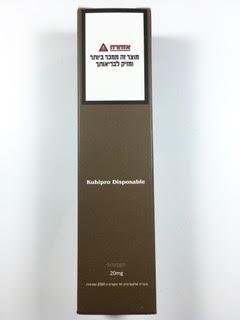 אזהרה
מוצר זה ממכר ביותר
ומזיק לבריאותך
Kubipro Disposable
20mg